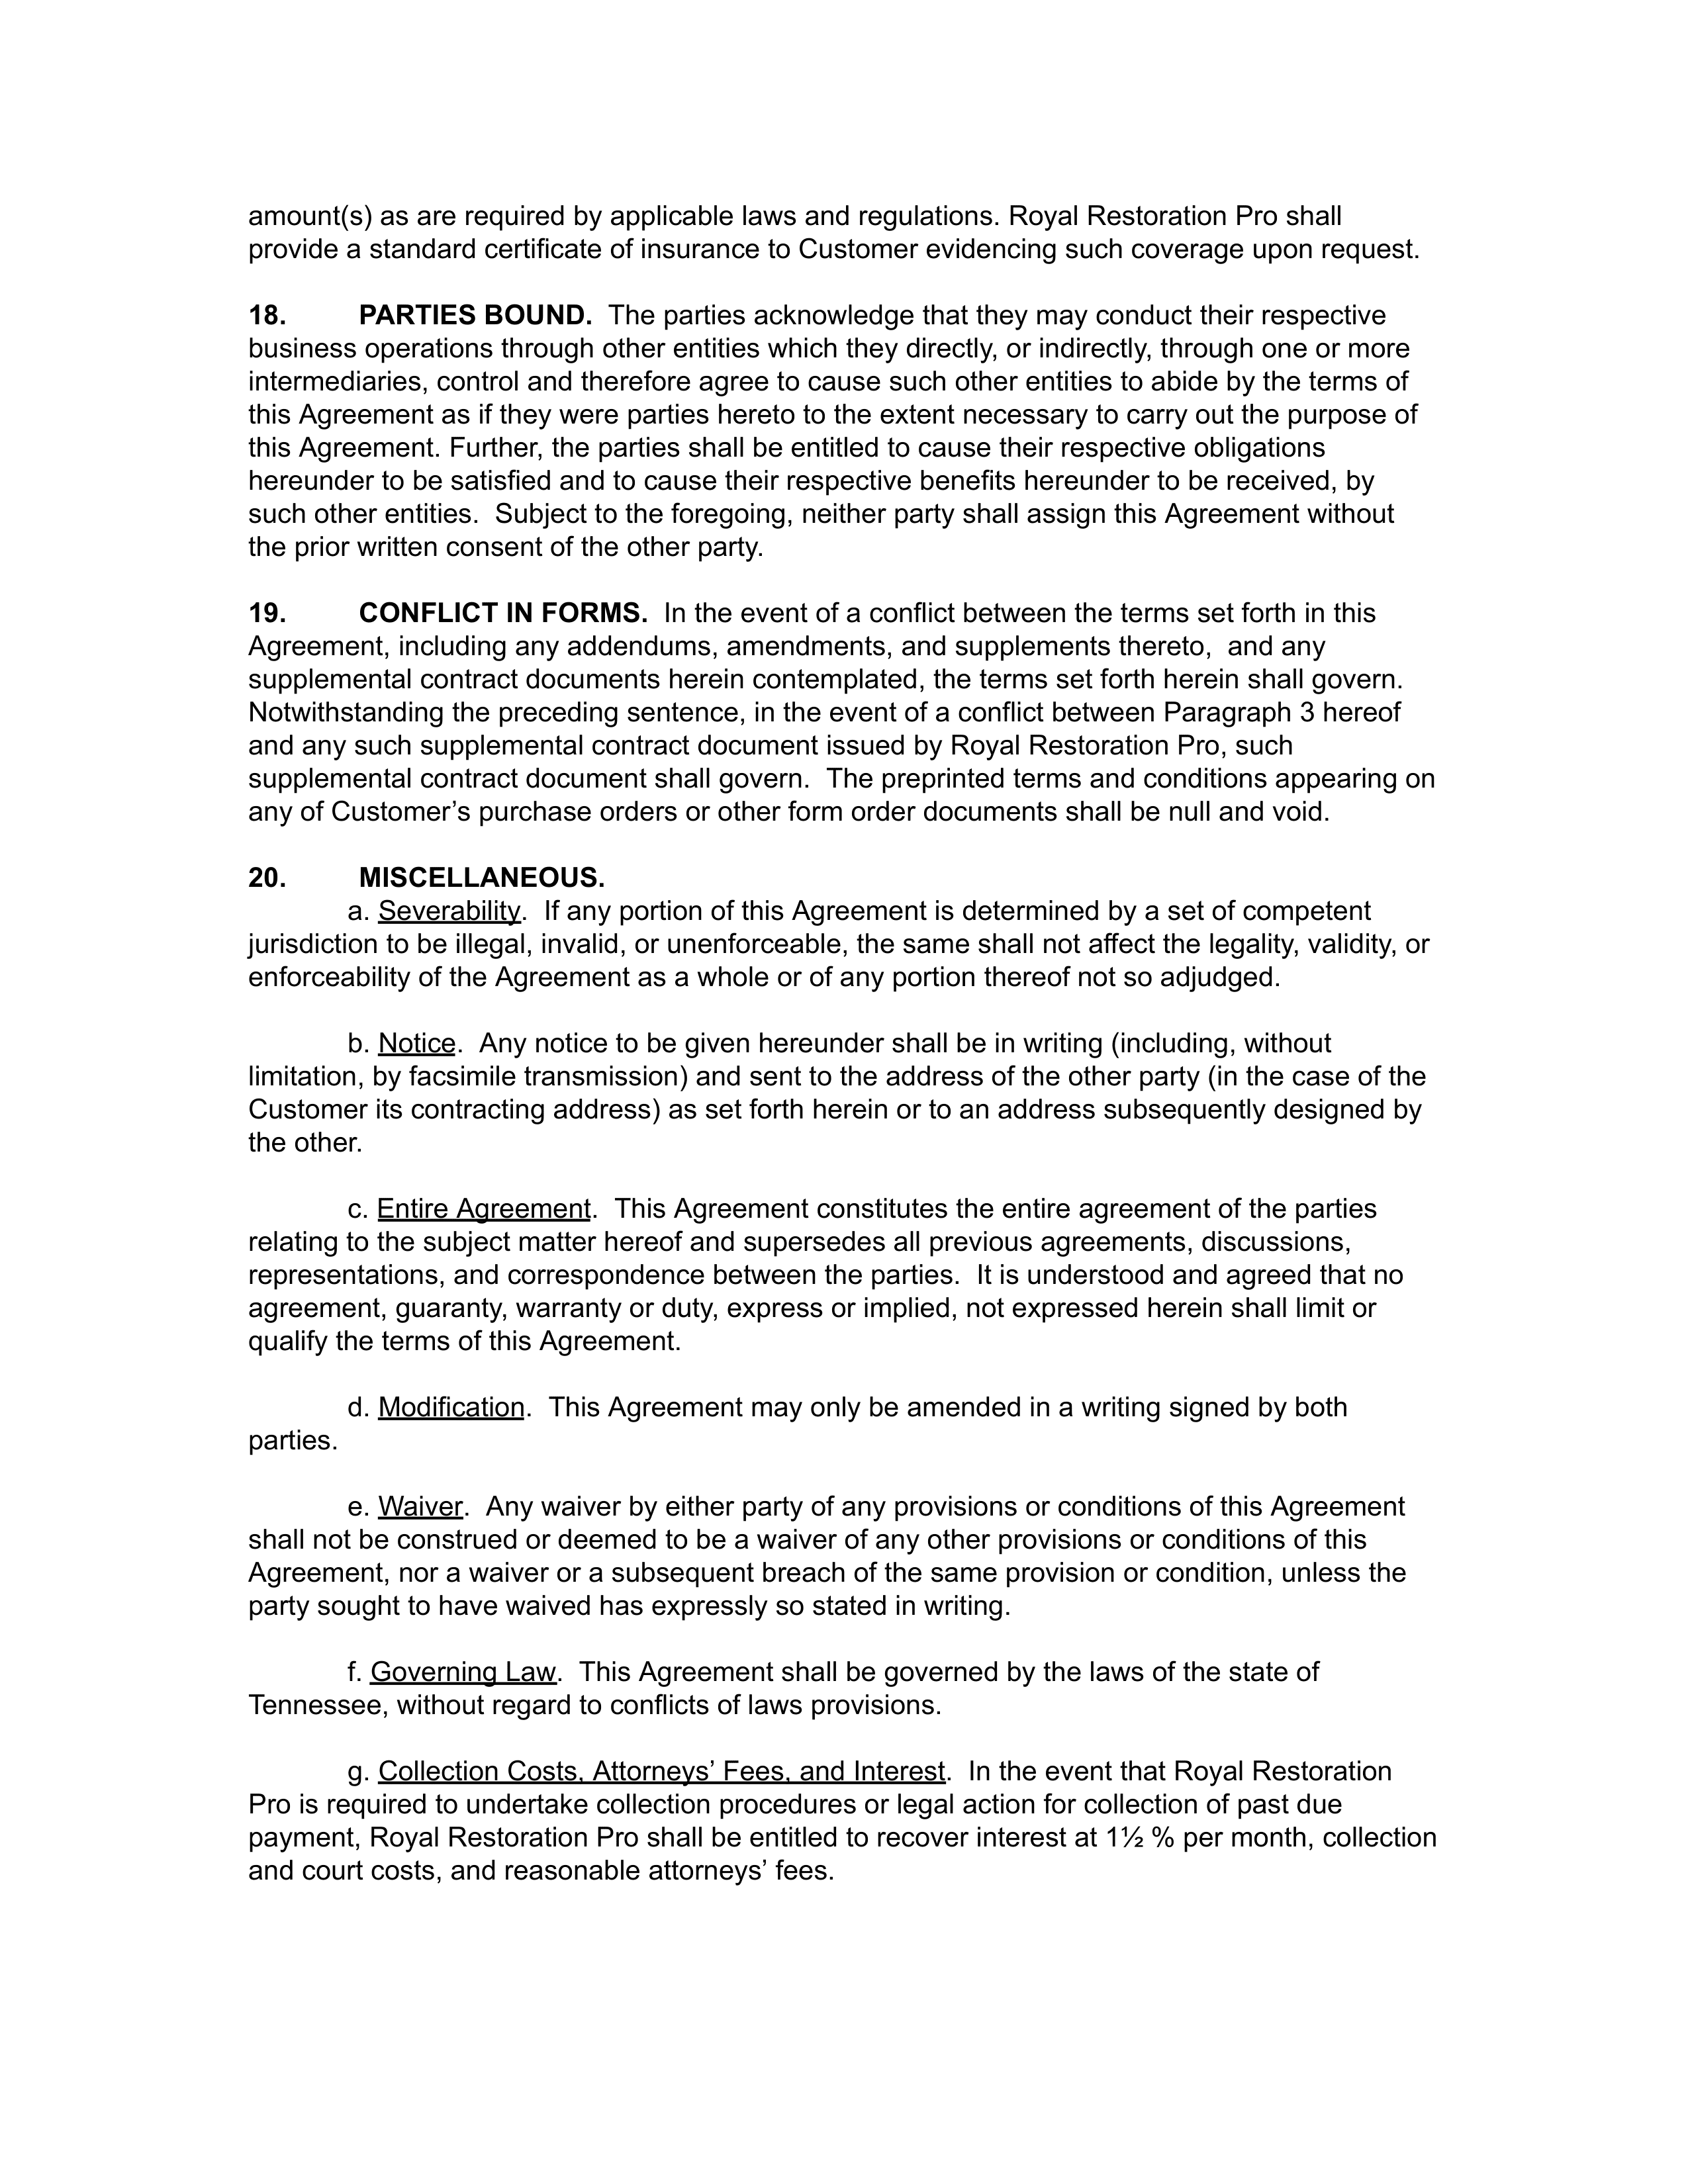 amount(s) as are required by applicable laws and regulations. Royal Restoration Pro shall
provide a standard certificate of insurance to Customer evidencing such coverage upon request.
18. PARTIES BOUND. The parties acknowledge that they may conduct their respective
business operations through other entities which they directly, or indirectly, through one or more
intermediaries, control and therefore agree to cause such other entities to abide by the terms of
this Agreement as if they were parties hereto to the extent necessary to carry out the purpose of
this Agreement. Further, the parties shall be entitled to cause their respective obligations
hereunder to be satisfied and to cause their respective benefits hereunder to be received, by
such other entities. Subject to the foregoing, neither party shall assign this Agreement without
the prior written consent of the other party.
19. CONFLICT IN FORMS. In the event of a conflict between the terms set forth in this
Agreement, including any addendums, amendments, and supplements thereto, and any
supplemental contract documents herein contemplated, the terms set forth herein shall govern.
Notwithstanding the preceding sentence, in the event of a conflict between Paragraph 3 hereof
and any such supplemental contract document issued by Royal Restoration Pro, such
supplemental contract document shall govern. The preprinted terms and conditions appearing on
any of Customer’s purchase orders or other form order documents shall be null and void.
20. MISCELLANEOUS.
a. Severability. If any portion of this Agreement is determined by a set of competent
jurisdiction to be illegal, invalid, or unenforceable, the same shall not affect the legality, validity, or
enforceability of the Agreement as a whole or of any portion thereof not so adjudged.
b. Notice. Any notice to be given hereunder shall be in writing (including, without
limitation, by facsimile transmission) and sent to the address of the other party (in the case of the
Customer its contracting address) as set forth herein or to an address subsequently designed by
the other.
c. Entire Agreement. This Agreement constitutes the entire agreement of the parties
relating to the subject matter hereof and supersedes all previous agreements, discussions,
representations, and correspondence between the parties. It is understood and agreed that no
agreement, guaranty, warranty or duty, express or implied, not expressed herein shall limit or
qualify the terms of this Agreement.
d. Modification. This Agreement may only be amended in a writing signed by both
parties.
e. Waiver. Any waiver by either party of any provisions or conditions of this Agreement
shall not be construed or deemed to be a waiver of any other provisions or conditions of this
Agreement, nor a waiver or a subsequent breach of the same provision or condition, unless the
party sought to have waived has expressly so stated in writing.
f. Governing Law. This Agreement shall be governed by the laws of the state of
Tennessee, without regard to conflicts of laws provisions.
g. Collection Costs, Attorneys’ Fees, and Interest. In the event that Royal Restoration
Pro is required to undertake collection procedures or legal action for collection of past due
payment, Royal Restoration Pro shall be entitled to recover interest at 1½ % per month, collection
and court costs, and reasonable attorneys’ fees.